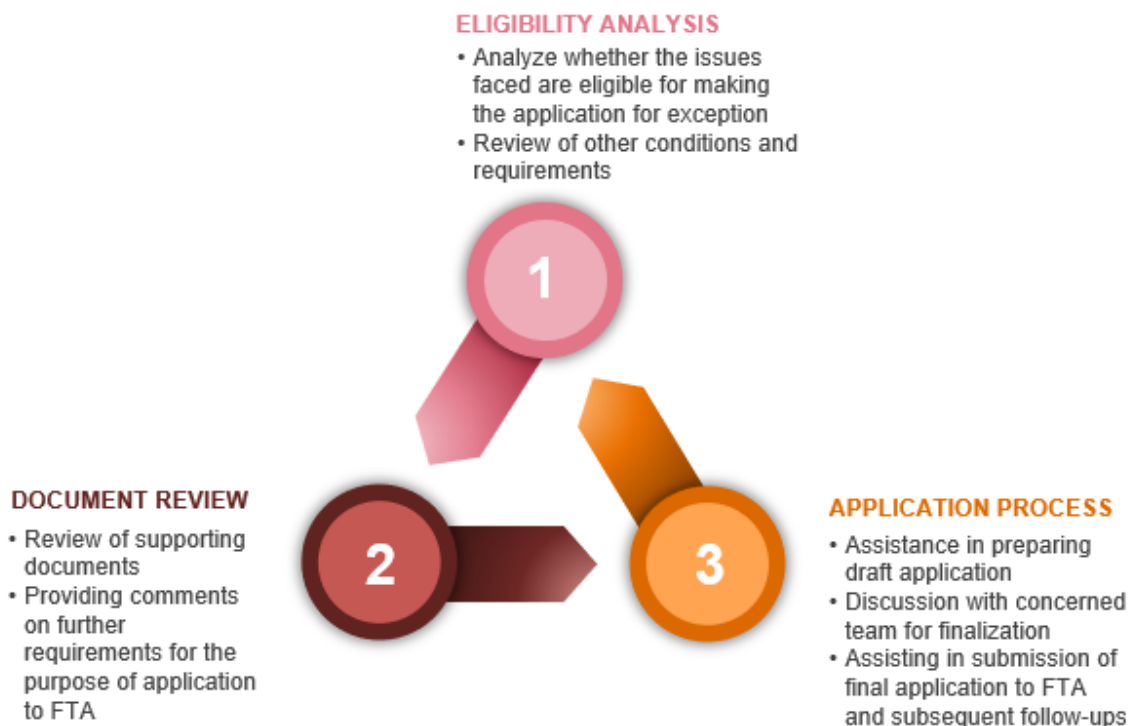 ELIGIBILITY ANALYSIS
• Analyze whether the issues
faced are eligible for making
the application for exception
• Review of other conditions and
requirements
1
DOCUMENT REVIEW
• Review of supporting
documents
• Providing comments
on further
requirements for the
purpose of application
to FTA
2
3
APPLICATION PROCESS
• Assistance in preparing
draft application
• Discussion with concerned
team for finalization
• Assisting in submission of
final application to FTA
and subsequent follow-ups